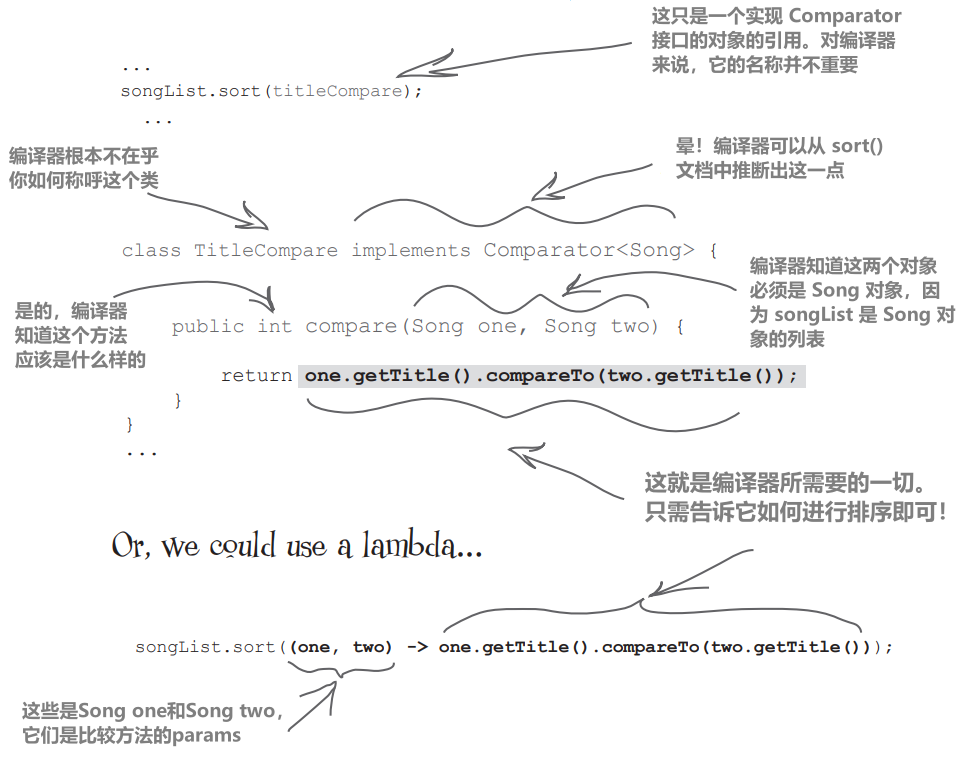 这只是一个实现 Comparator
接口的对象的引用。对编译器
来说，它的名称并不重要
...
songList.sort(titleCompare);
...
编译器根本不在乎
你如何称呼这个类
晕！编译器可以从 sort()
文档中推断出这一点
class TitleCompare implements Comparator<Song> {
编译器知道这两个对象
必须是 Song 对象，因
为 songList 是 Song 对
象的列表
是的，编译器
知道这个方法
应该是什么样的
public int compare(Song one, Song two) {
return one.getTitle().compareTo(two.getTitle());
}
}
...
这就是编译器所需要的一切。
只需告诉它如何进行排序即可！
Or, we could use a lambda...
songList.sort((one, two) -> one.getTitle().compareTo(two.getTitle()));
这些是Song one和Song two，
它们是比较方法的params